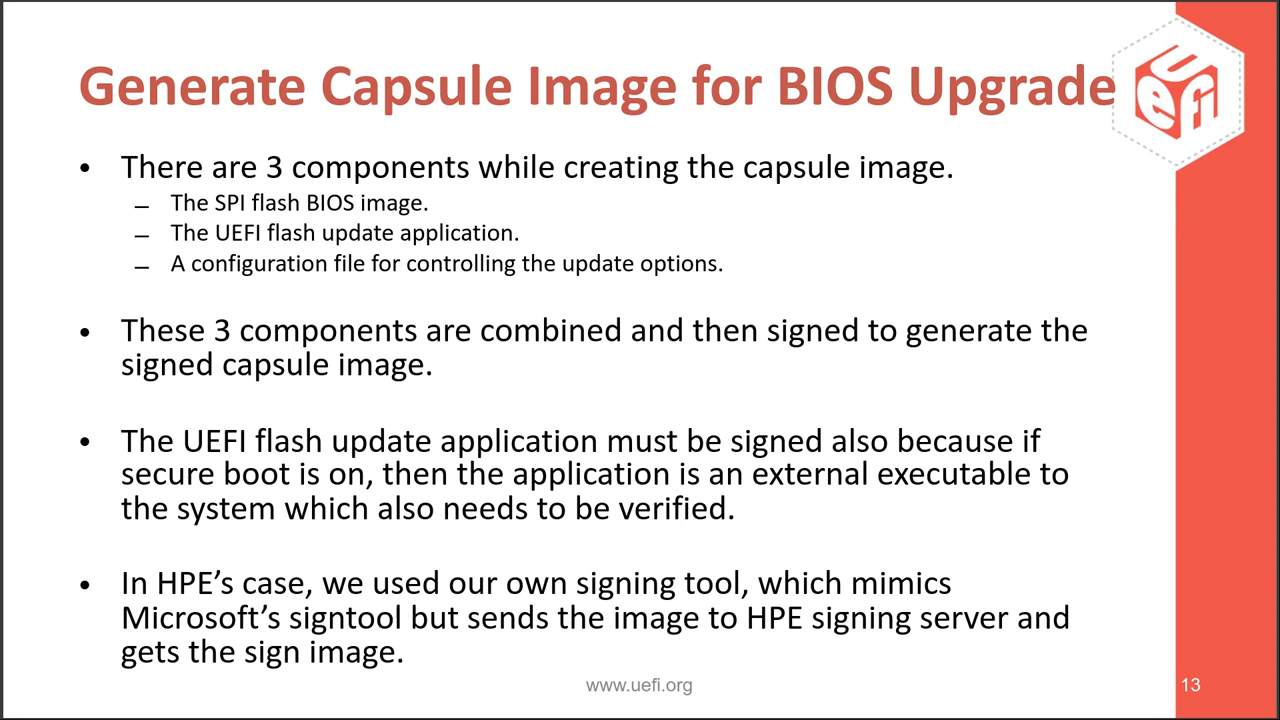 Generate Capsule Image for BIOS Upgrade
UEFI
• There are 3 components while creating the capsule image.
– The SPI flash BIOS image.
– The UEFI flash update application.
– A configuration file for controlling the update options.
• These 3 components are combined and then signed to generate the
signed capsule image.
• The UEFI flash update application must be signed also because if
secure boot is on, then the application is an external executable to
the system which also needs to be verified.
• In HPE’s case, we used our own signing tool, which mimics
Microsoft’s signtool but sends the image to HPE signing server and
gets the sign image.
www.uefi.org
13